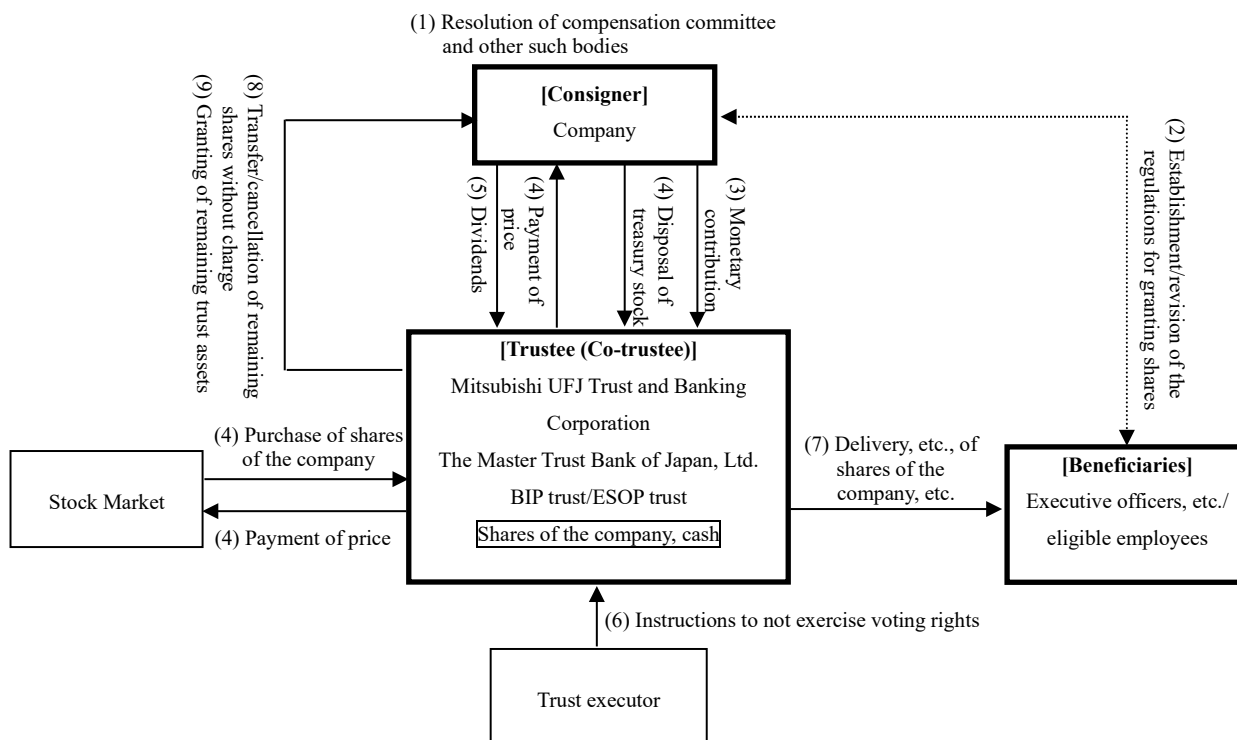 (1) Resolution of compensation committee
and other such bodies
[Consigner]
Company
(8) Transfer/cancellation of remaining
shares without charge
(9) Granting of remaining trust assets
(5) Dividends
(4) Payment of
price
(4) Disposal of
treasury stock
(3) Monetary
contribution
(2) Establishment/revision of the
regulations for granting shares
[Trustee (Co-trustee)]
Mitsubishi UFJ Trust and Banking
Corporation
The Master Trust Bank of Japan, Ltd.
BIP trust/ESOP trust
Shares of the company, cash
(4) Purchase of shares
of the company
Stock Market
(4) Payment of price
(7) Delivery, etc., of
shares of the
company, etc.
[Beneficiaries]
Executive officers, etc./
eligible employees
(6) Instructions to not exercise voting rights
Trust executor